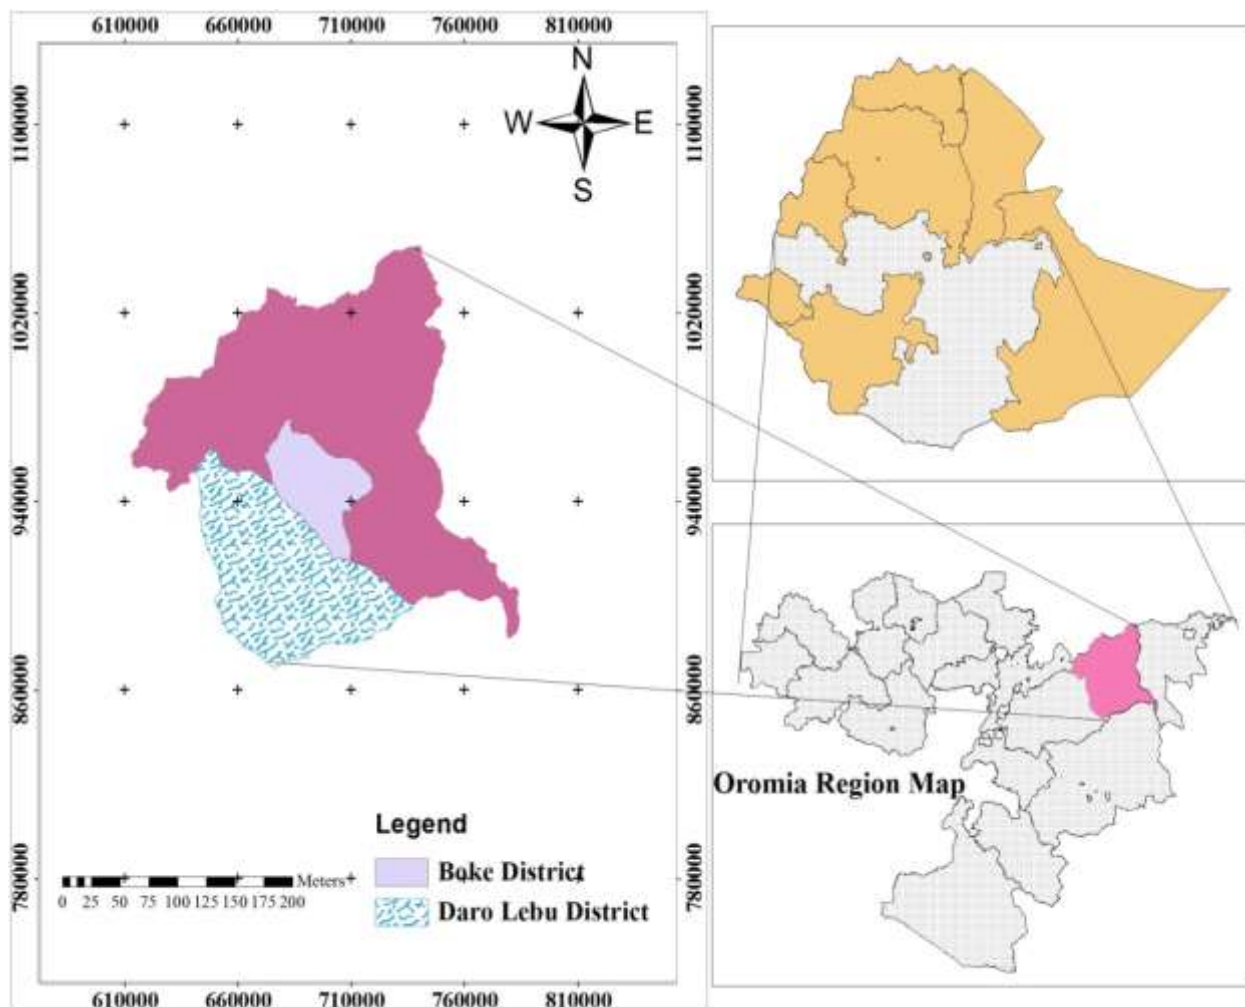 610000 660000 710000 760000 810000
N
W E
S
1100000 1100000
1020000 1020000
940000 940000
860000 860000
780000 780000
Oromia Region Map
Legend
Boke District
Daro Lebu District
Meters
0 25 50 75 100 125 150 175 200
610000 660000 710000 760000 810000